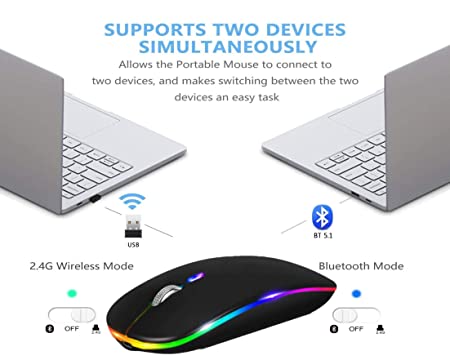 SUPPORTS TWO DEVICES
SIMULTANEOUSLY
Allows the Portable Mouse to connect to
two devices, and makes switching between the two
devices an easy task
USB
BT 5.1
2.4G Wireless Mode
Bluetooth Mode
OFF
OFF